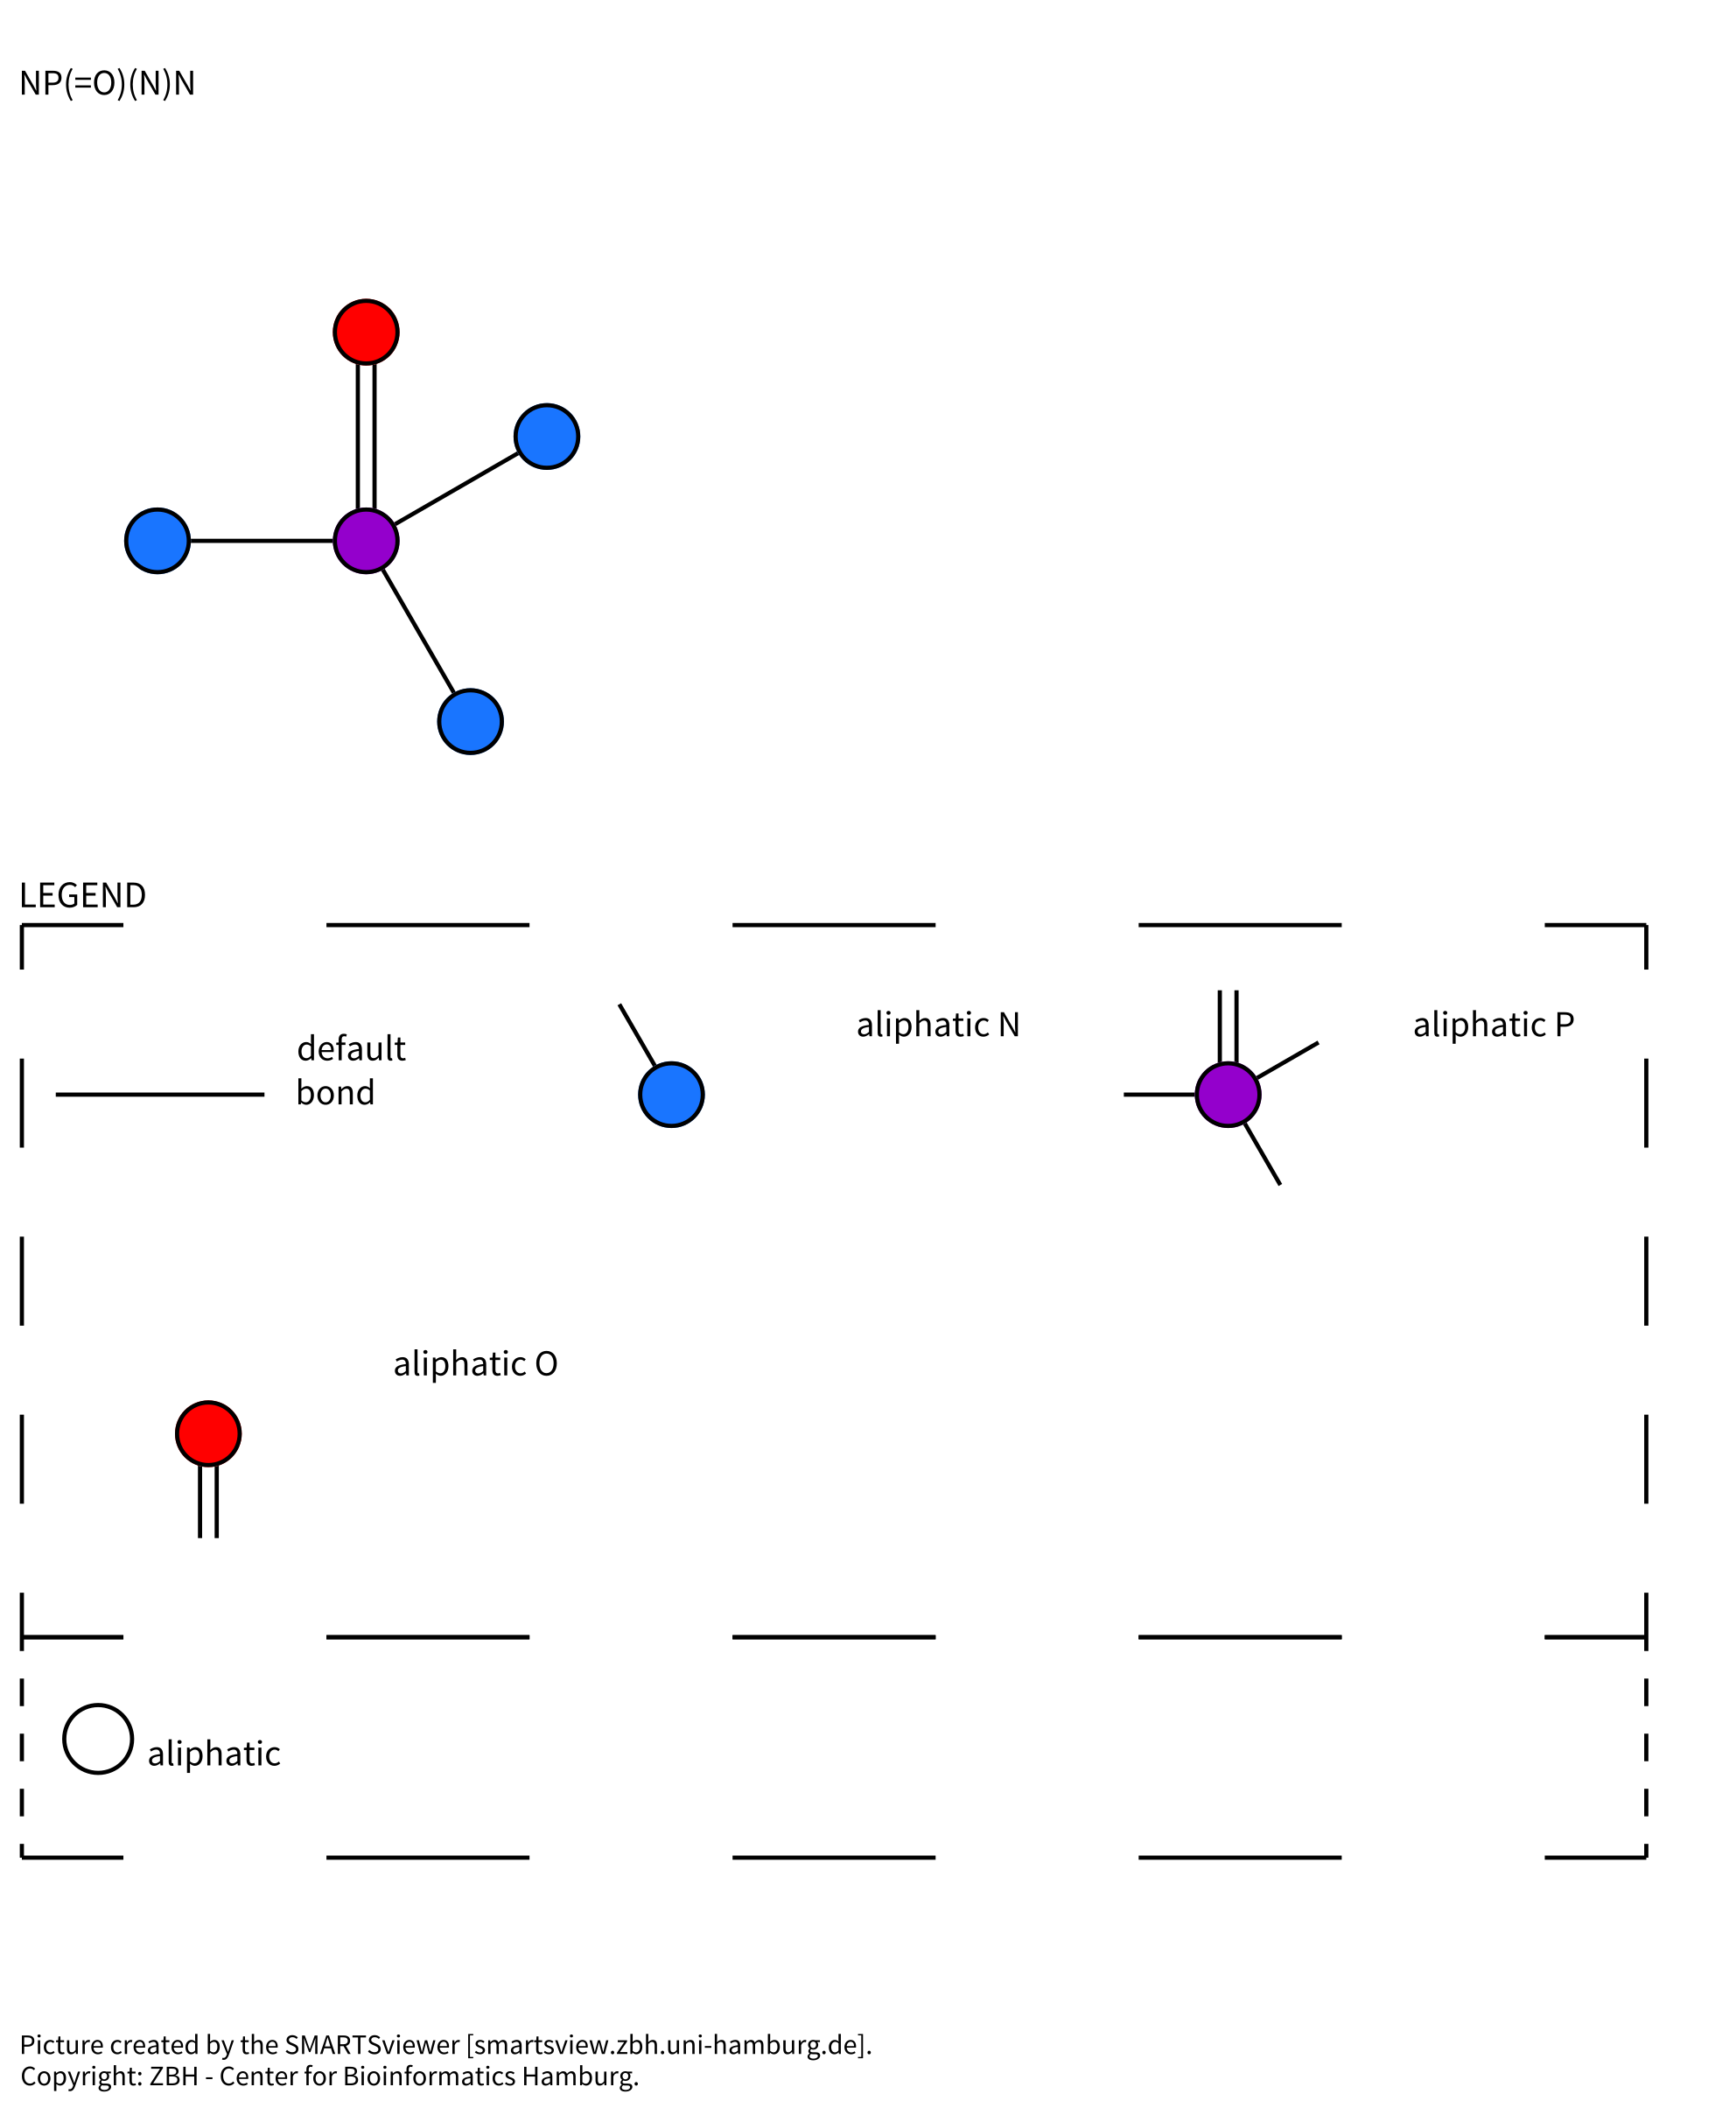 NP(=O)(N)N
LEGEND
default
bond
aliphatic N
aliphatic P
aliphatic O
aliphatic
Picture created by the SMARTSviewer [smartsview.zbh.uni-hamburg.de].
Copyright: ZBH - Center for Bioinformatics Hamburg.